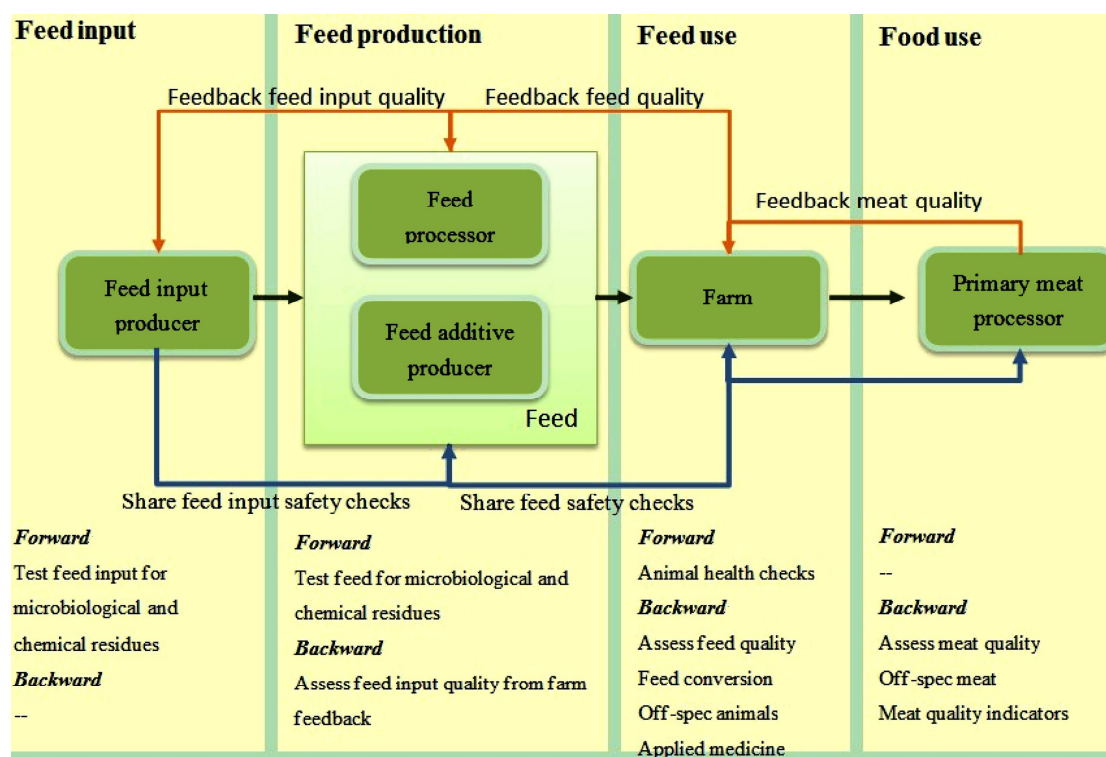 Feed input
Feed production
Feed use
Food use
Feedback feed input quality
Feedback feed quality
Feedback meat quality
Feed input
producer
Feed
processor
Feed additive
producer
Feed
Farm
Primary meat
processor
Share feed input safety checks
Share feed safety checks
Forward
Test feed input for
microbiological and
chemical residues
Backward
--
Forward
Test feed for microbiological and
chemical residues
Backward
Assess feed input quality from farm
feedback
Forward
Animal health checks
Backward
Assess feed quality
Feed conversion
Off-spec animals
Applied medicine
Forward
--
Backward
Assess meat quality
Off-spec meat
Meat quality indicators